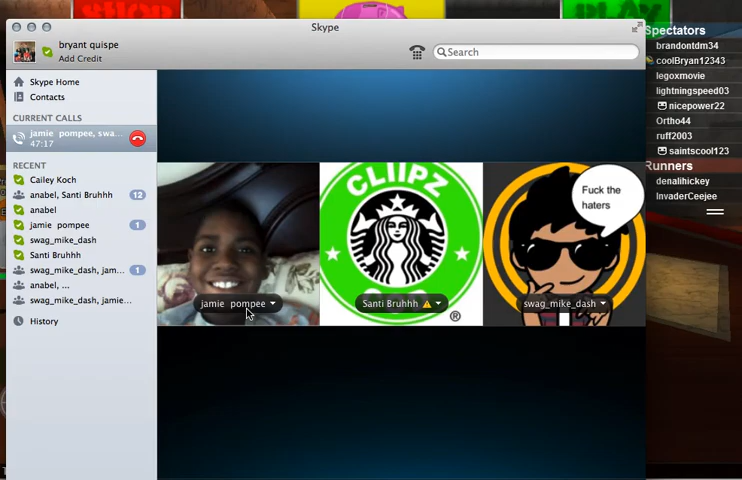 SHOP
PLAY
Skype
bryant quispe
Add Credit
Search
Skype Home
Contacts
CURRENT CALLS
jamie pompee, swa...
47:17
RECENT
Cailey Koch
anabel, Santi Bruhhh 12
anabel
jamie pompee 1
swag_mike_dash
Santi Bruhhh
swag_mike_dash, jam... 1
anabel, ...
swag_mike_dash, jamie...
History
jamie pompee
CLIIPZ
Santi Bruhhh
®
Fuck the
haters
swag_mike_dash
Spectators
brandontdm34
coolBryan12343
legoxmovie
lightningspeed03
nicepower22
Ortho44
ruff2003
saintscool123
Runners
denalihickey
InvaderCeejee